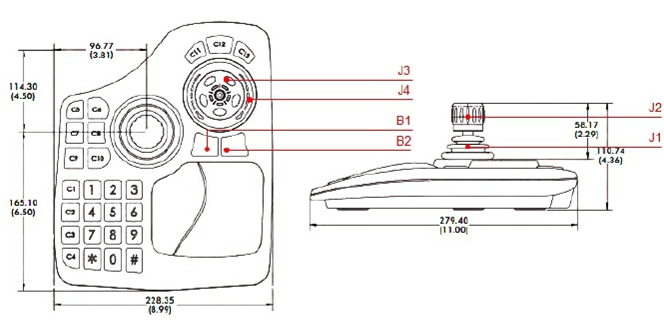 96.77
(3.81)
C11 C12 C13
114.30
(4.50)
J3
J4
B1
B2
C5 C6
C7 C8
C9 C10
J2
58.17
(2.29)
J1
110.74
(4.36)
165.10
(6.50)
C1 1 2 3
C2 4 5 6
C3 7 8 9
C4 * 0 #
279.40
(11.00)
228.35
(8.99)